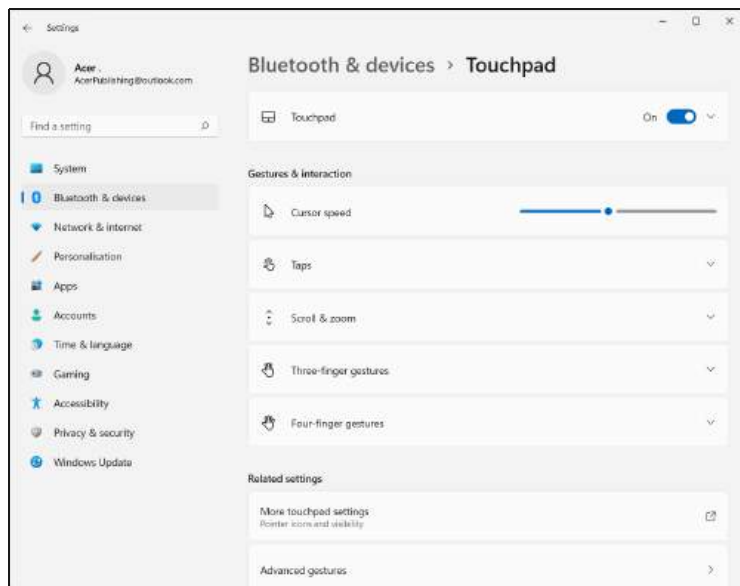 Settings
Acer .
AcerPublishing@outlook.com
Find a setting
System
Bluetooth & devices
Network & internet
Personalisation
Apps
Accounts
Time & language
Gaming
Accessibility
Privacy & security
Windows Update
Bluetooth & devices > Touchpad
Touchpad
On
Gestures & interaction
Cursor speed
Taps
Scroll & zoom
Three-finger gestures
Four-finger gestures
Related settings
More touchpad settings
Pointer icons and visibility
Advanced gestures